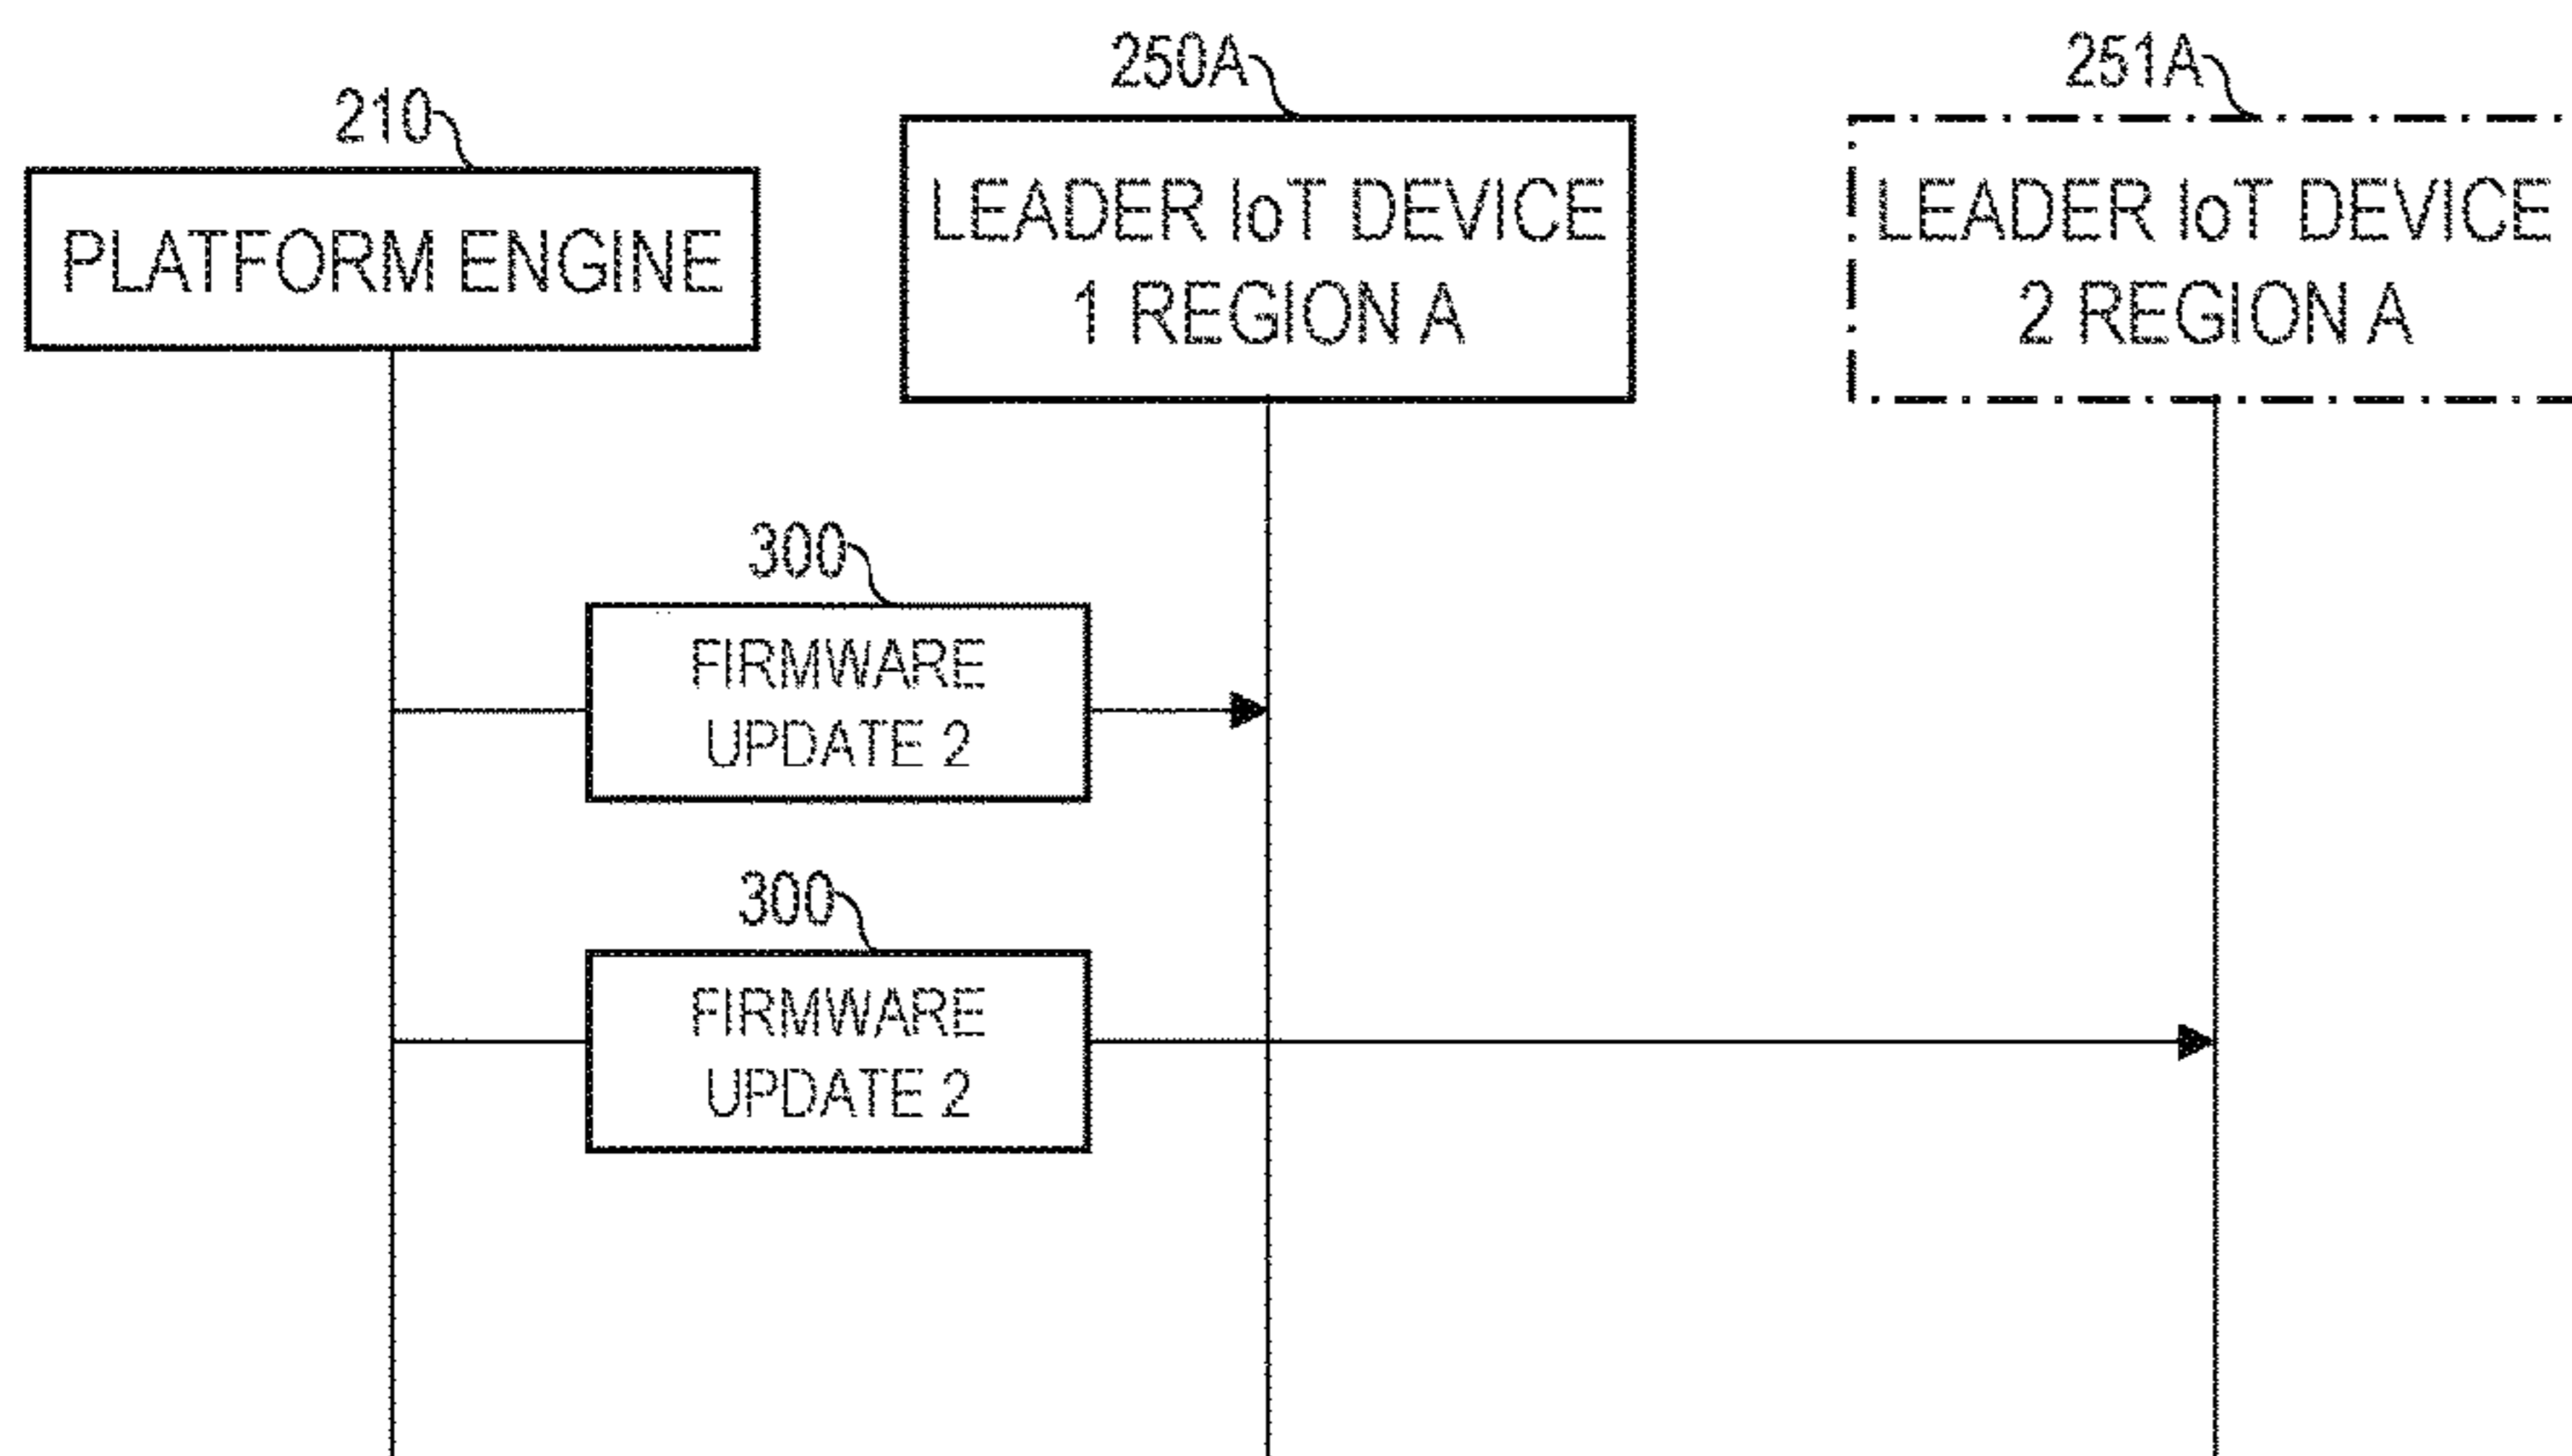 210
PLATFORM ENGINE
250A
LEADER IoT DEVICE
1 REGION A
251A
LEADER IoT DEVICE
2 REGION A
300
FIRMWARE
UPDATE 2
300
FIRMWARE
UPDATE 2